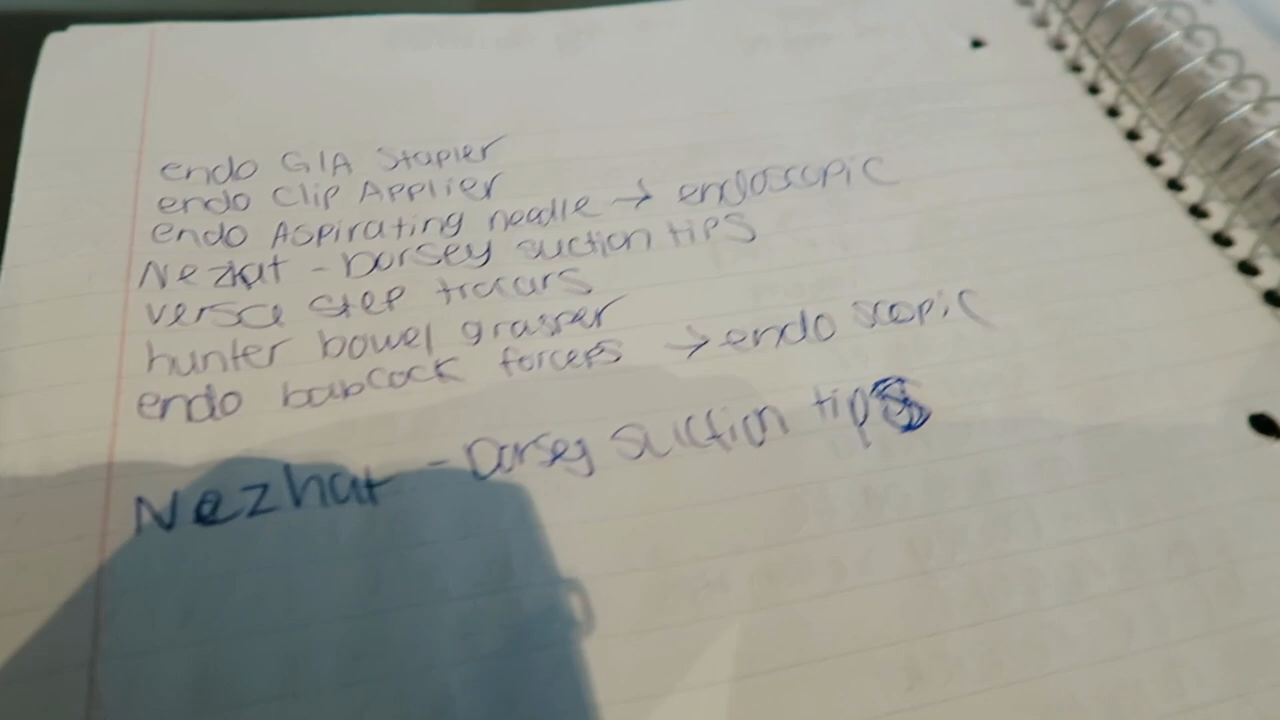 endo GIA Stapler
endo Clip Applier
endo Aspirating needle → endoscopic
Nezhat - Dorsey suction tips
versa step trocars
hunter bowel grasper
endo babcock forceps → endo scopic
Nezhat - Dorsey suction tips